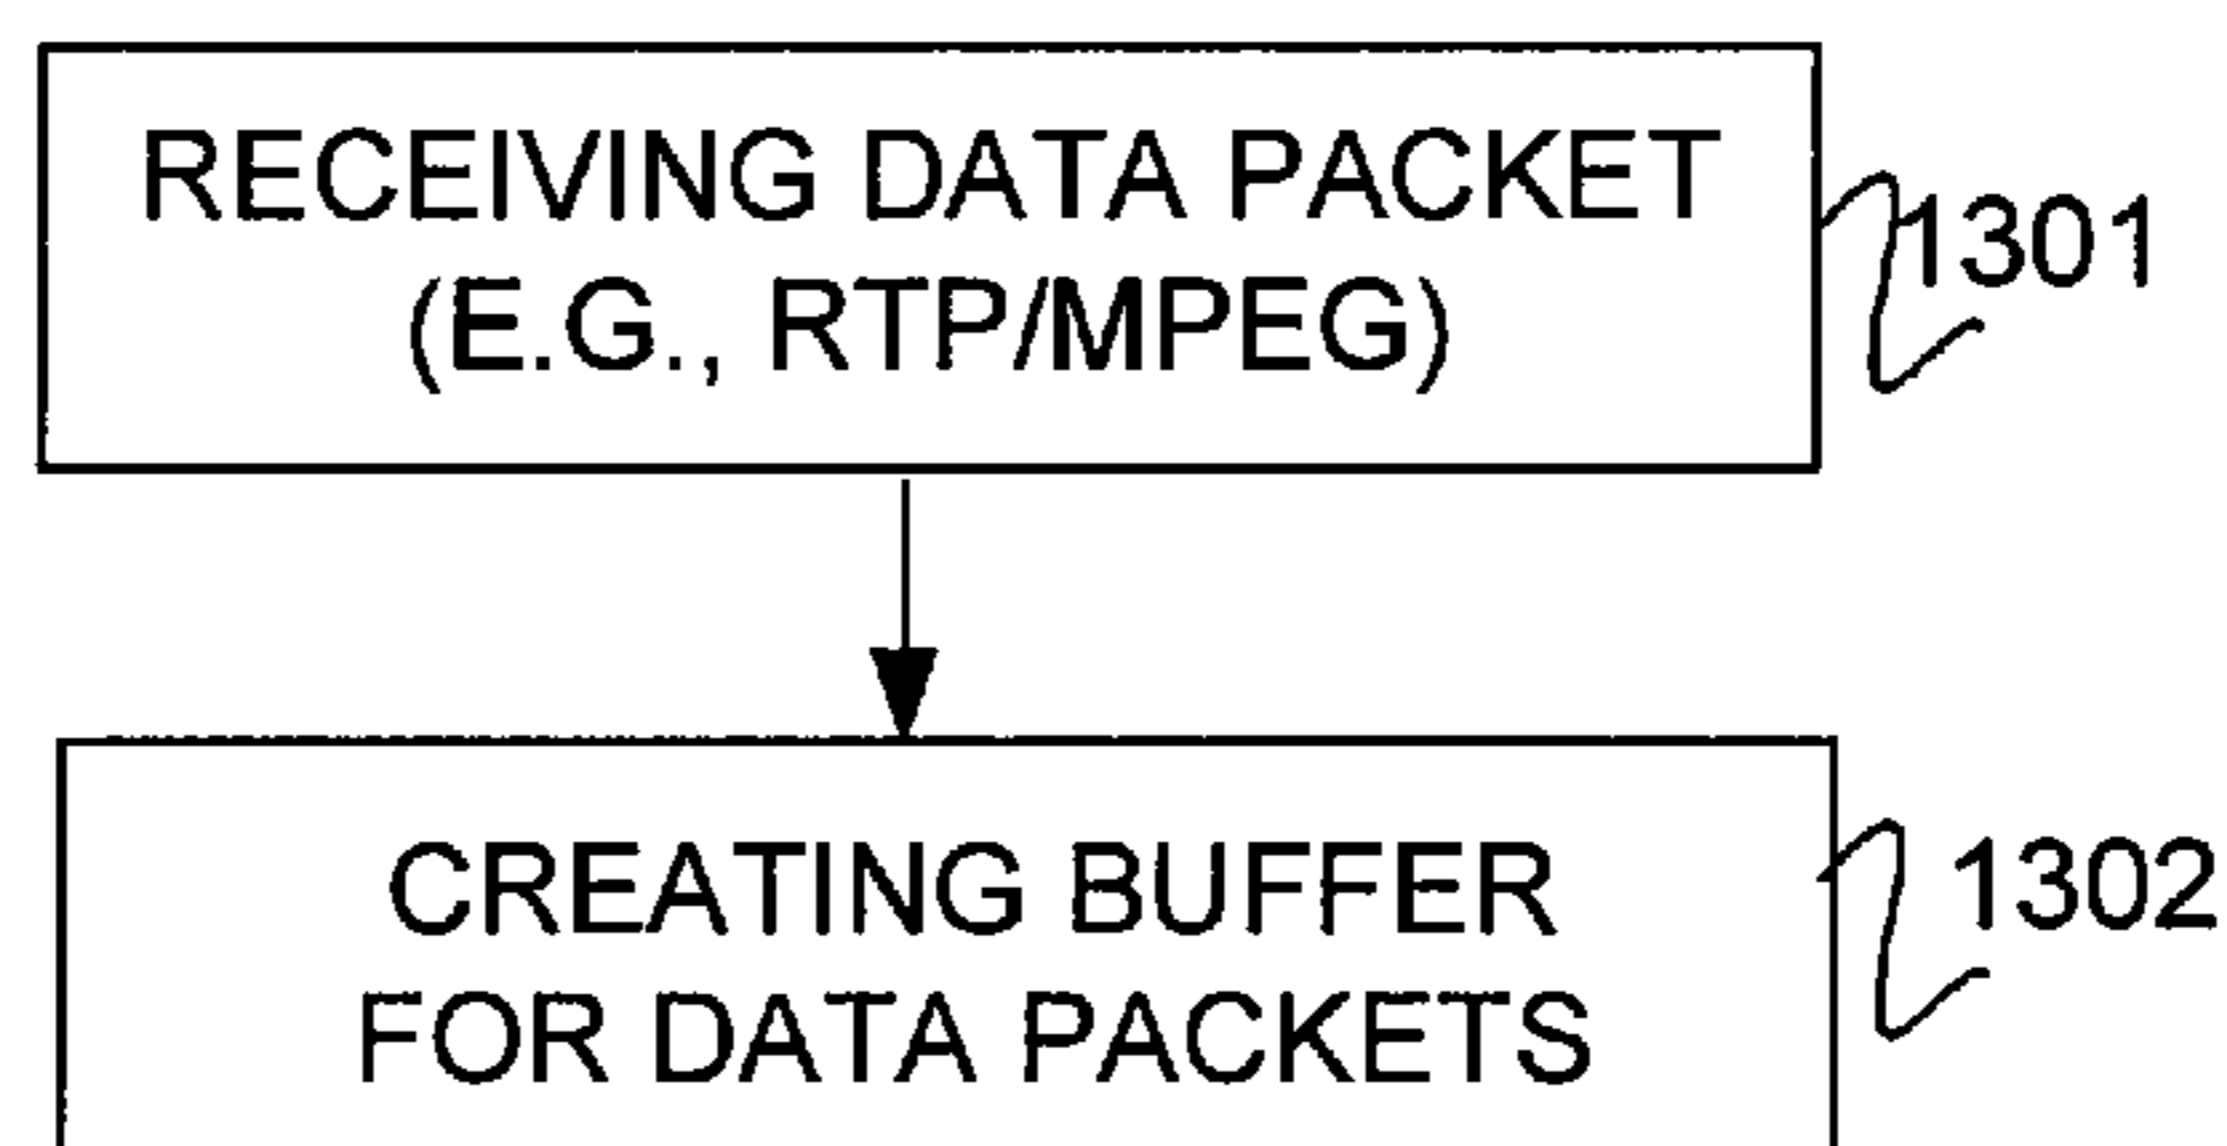 RECEIVING DATA PACKET
(E.G., RTP/MPEG)
1301
CREATING BUFFER
FOR DATA PACKETS
1302